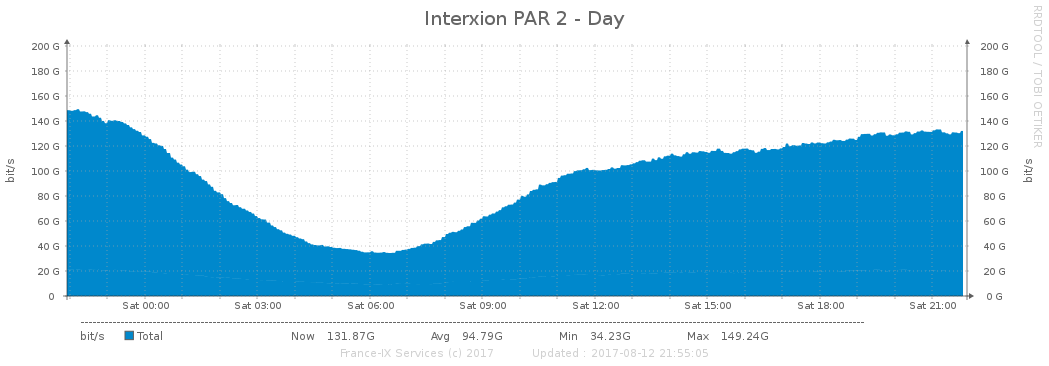 Interxion PAR 2 - Day
RRDTOOL / TOBI OETIKER
bit/s
200 G 200 G
180 G 180 G
160 G 160 G
140 G 140 G
120 G 120 G
100 G 100 G
80 G 80 G
60 G 60 G
40 G 40 G
20 G 20 G
0 0 G
bit/s
Sat 00:00 Sat 03:00 Sat 06:00 Sat 09:00 Sat 12:00 Sat 15:00 Sat 18:00 Sat 21:00
bit/s Total Now 131.87G Avg 94.79G Min 34.23G Max 149.24G
France-IX Services (c) 2017 Updated : 2017-08-12 21:55:05